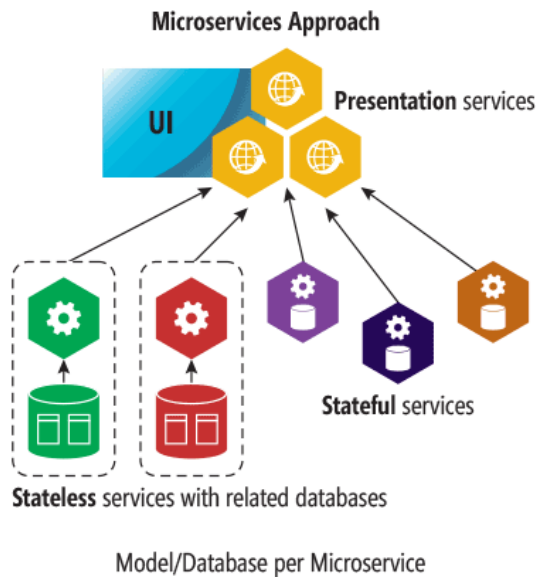 Microservices Approach
UI
Presentation services
Stateful services
Stateless services with related databases
Model/Database per Microservice